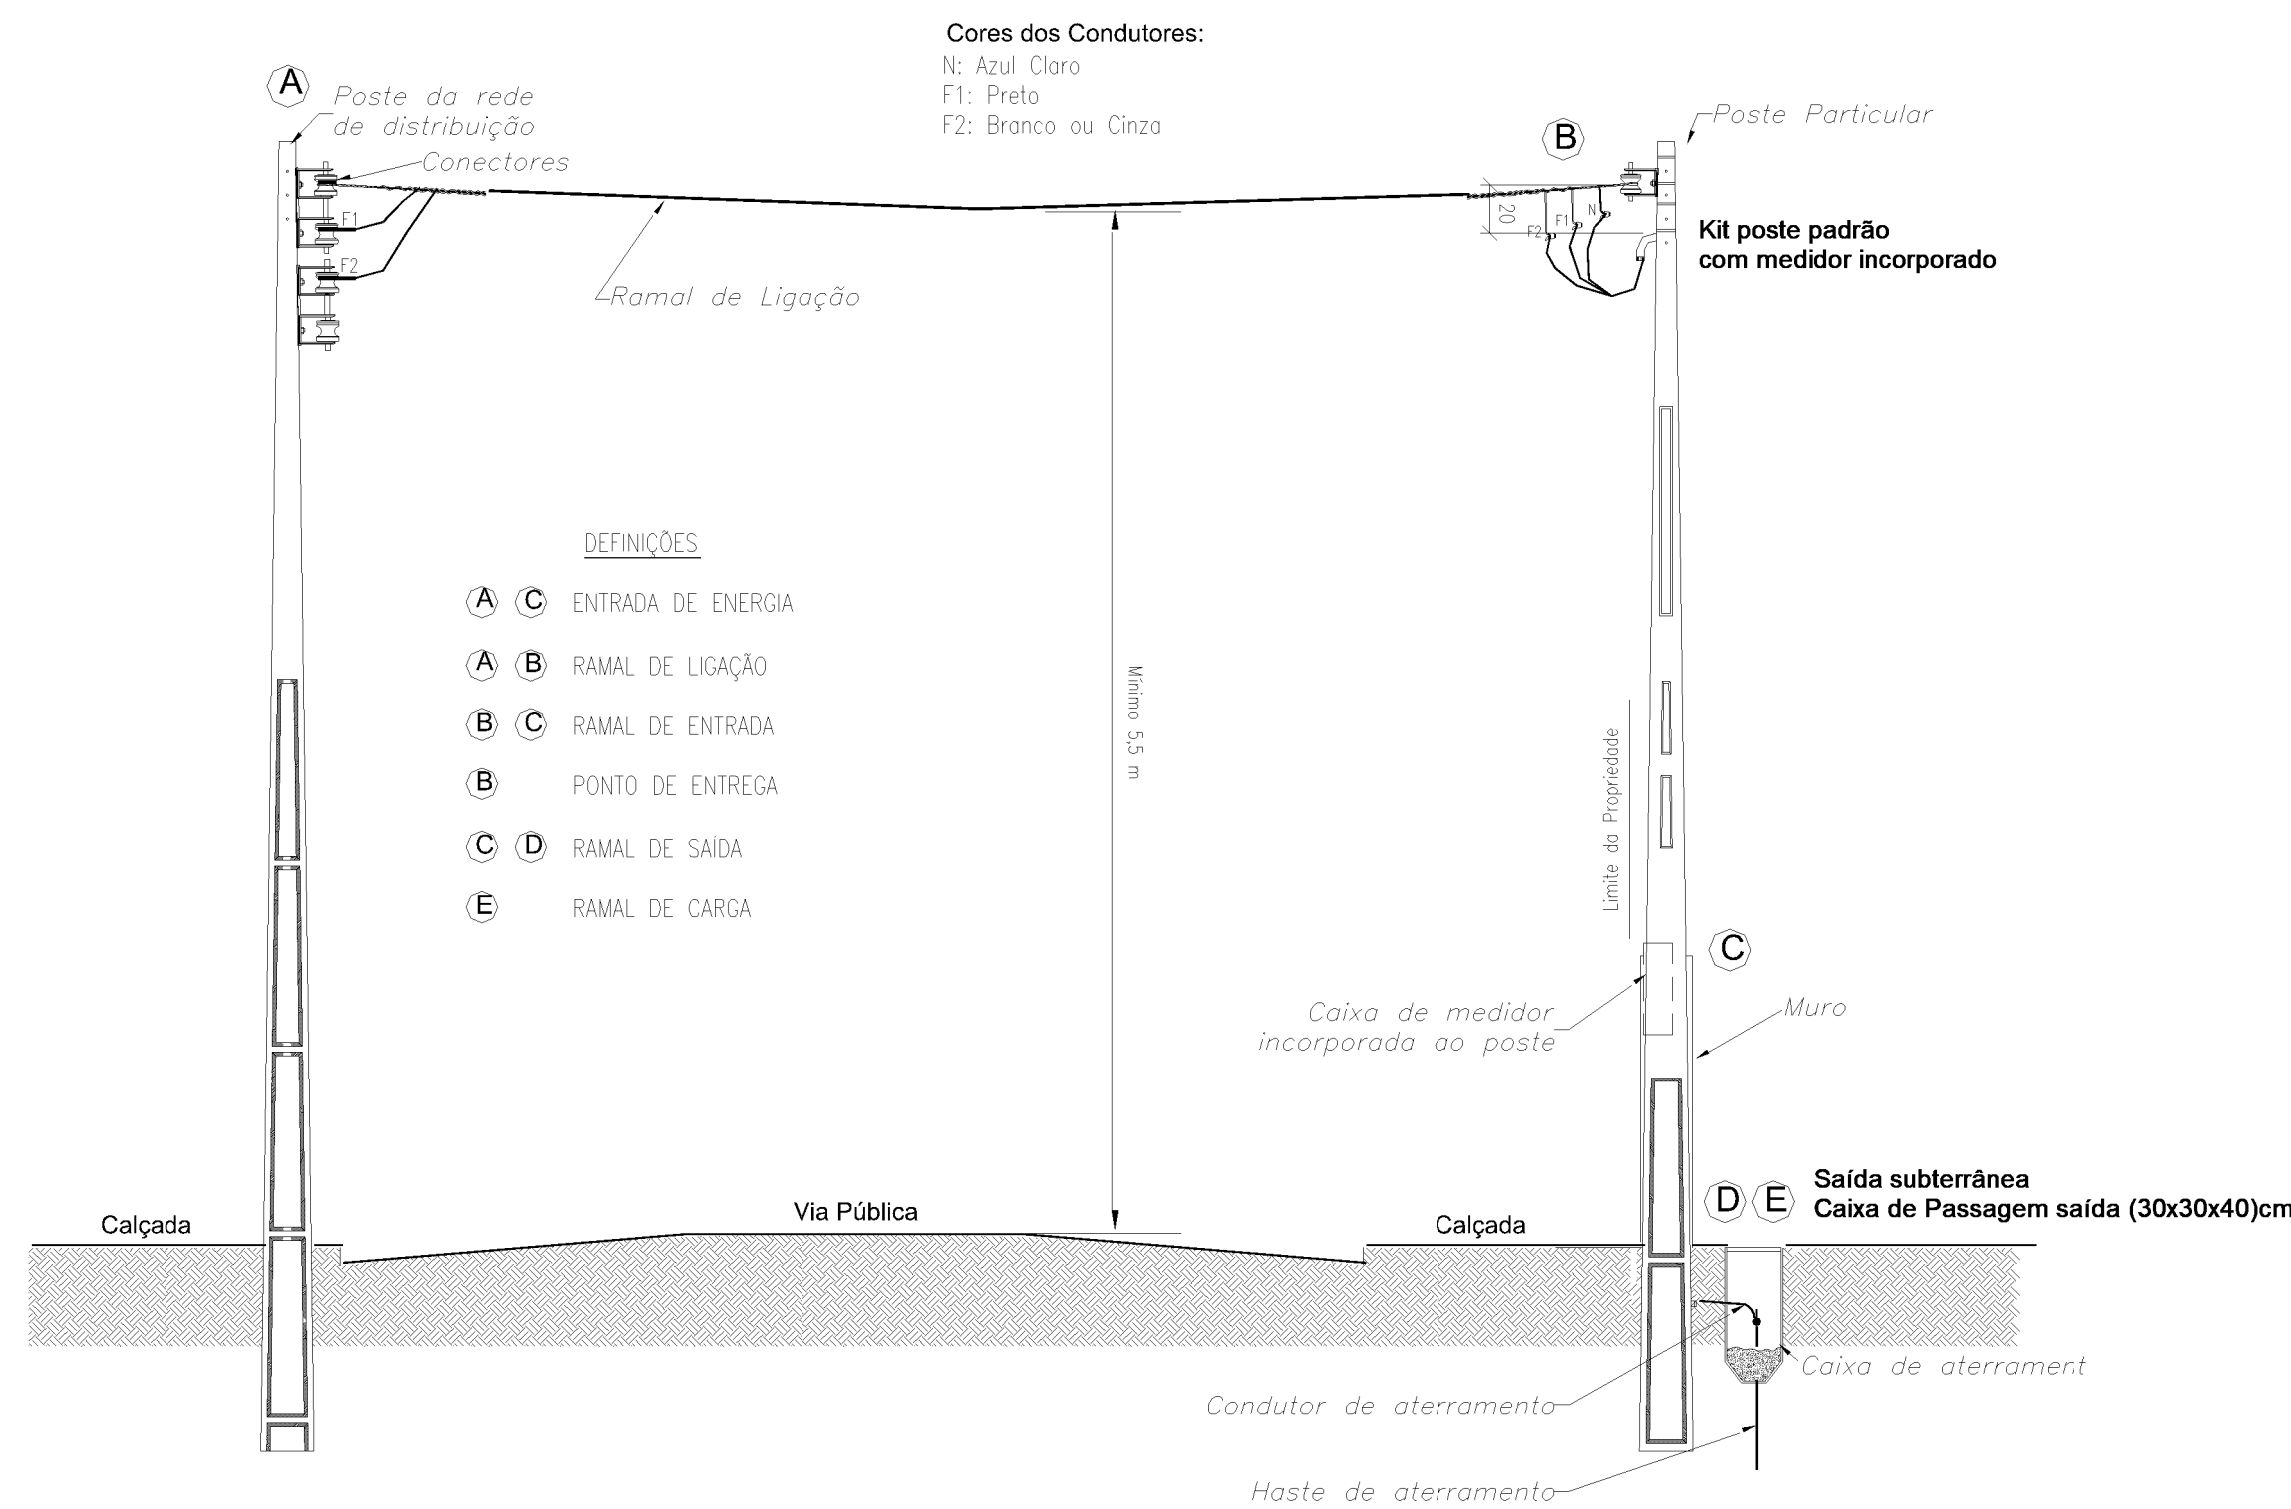 Cores dos Condutores:
N: Azul Claro
F1: Preto
F2: Branco ou Cinza
A
Poste da rede
de distribuição
Conectores
F1
F2
Ramal de Ligação
B
Poste Particular
20
N
F1
F2
Kit poste padrão
com medidor incorporado
DEFINIÇÕES
A C ENTRADA DE ENERGIA
A B RAMAL DE LIGAÇÃO
B C RAMAL DE ENTRADA
B PONTO DE ENTREGA
C D RAMAL DE SAÍDA
E RAMAL DE CARGA
Mínimo 5,5 m
Limite da Propriedade
C
Caixa de medidor
incorporada ao poste
Muro
D E
Saída subterrânea
Caixa de Passagem saída (30x30x40)cm
Calçada
Via Pública
Calçada
Caixa de aterrament
Condutor de aterramento
Haste de aterramento